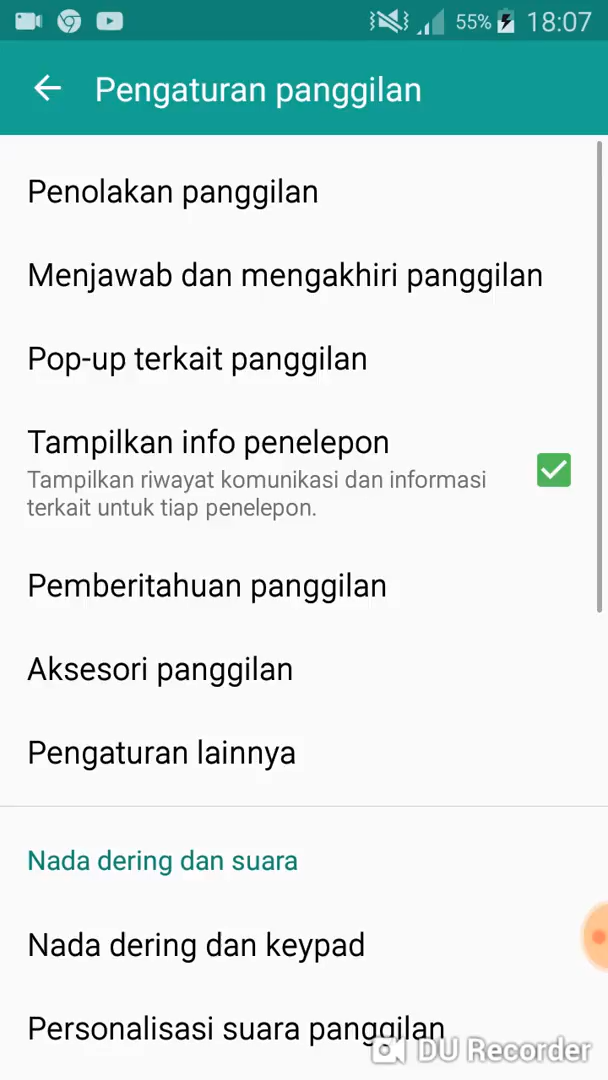 55% 18:07
Pengaturan panggilan
Penolakan panggilan
Menjawab dan mengakhiri panggilan
Pop-up terkait panggilan
Tampilkan info penelepon
Tampilkan riwayat komunikasi dan informasi
terkait untuk tiap penelepon.
Pemberitahuan panggilan
Aksesori panggilan
Pengaturan lainnya
Nada dering dan suara
Nada dering dan keypad
Personalisasi suara panggilan
DU Recorder